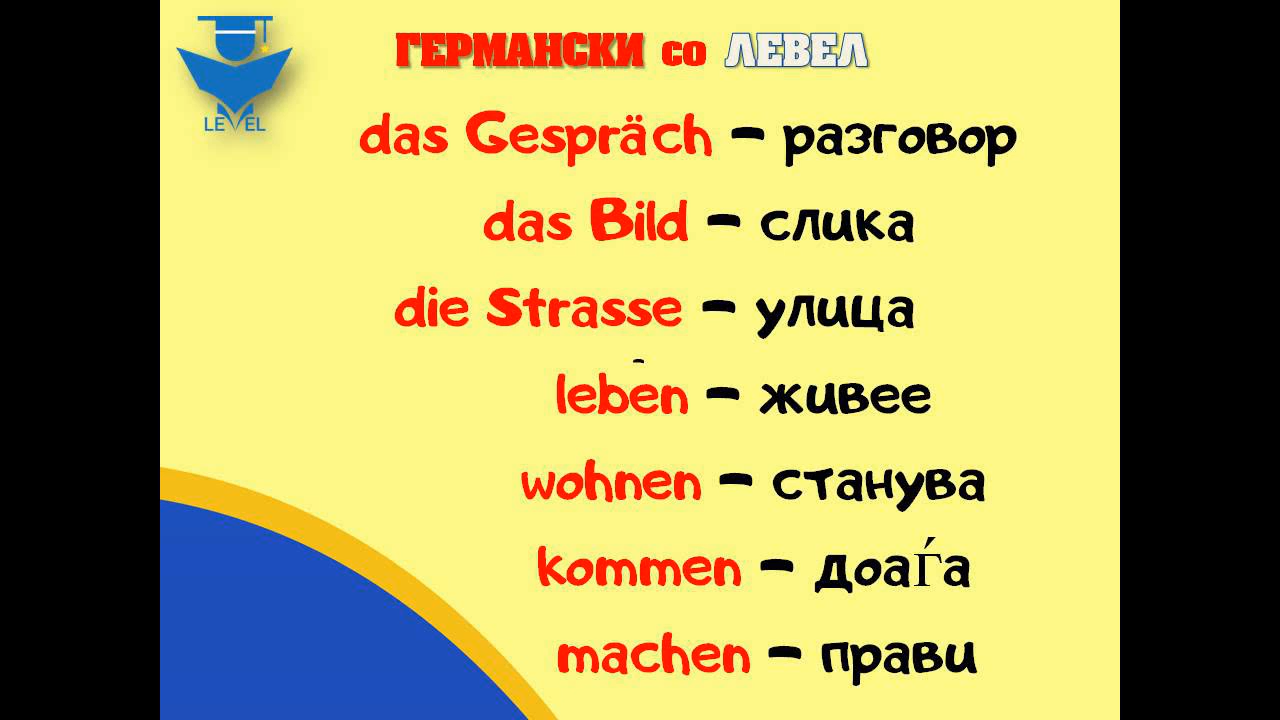 LEVEL
ГЕРМАНСКИ со ЛЕВЕЛ
das Gespräch - разговор
das Bild - слика
die Strasse - улица
leben - живее
wohnen - станува
kommen - доаѓа
machen - прави